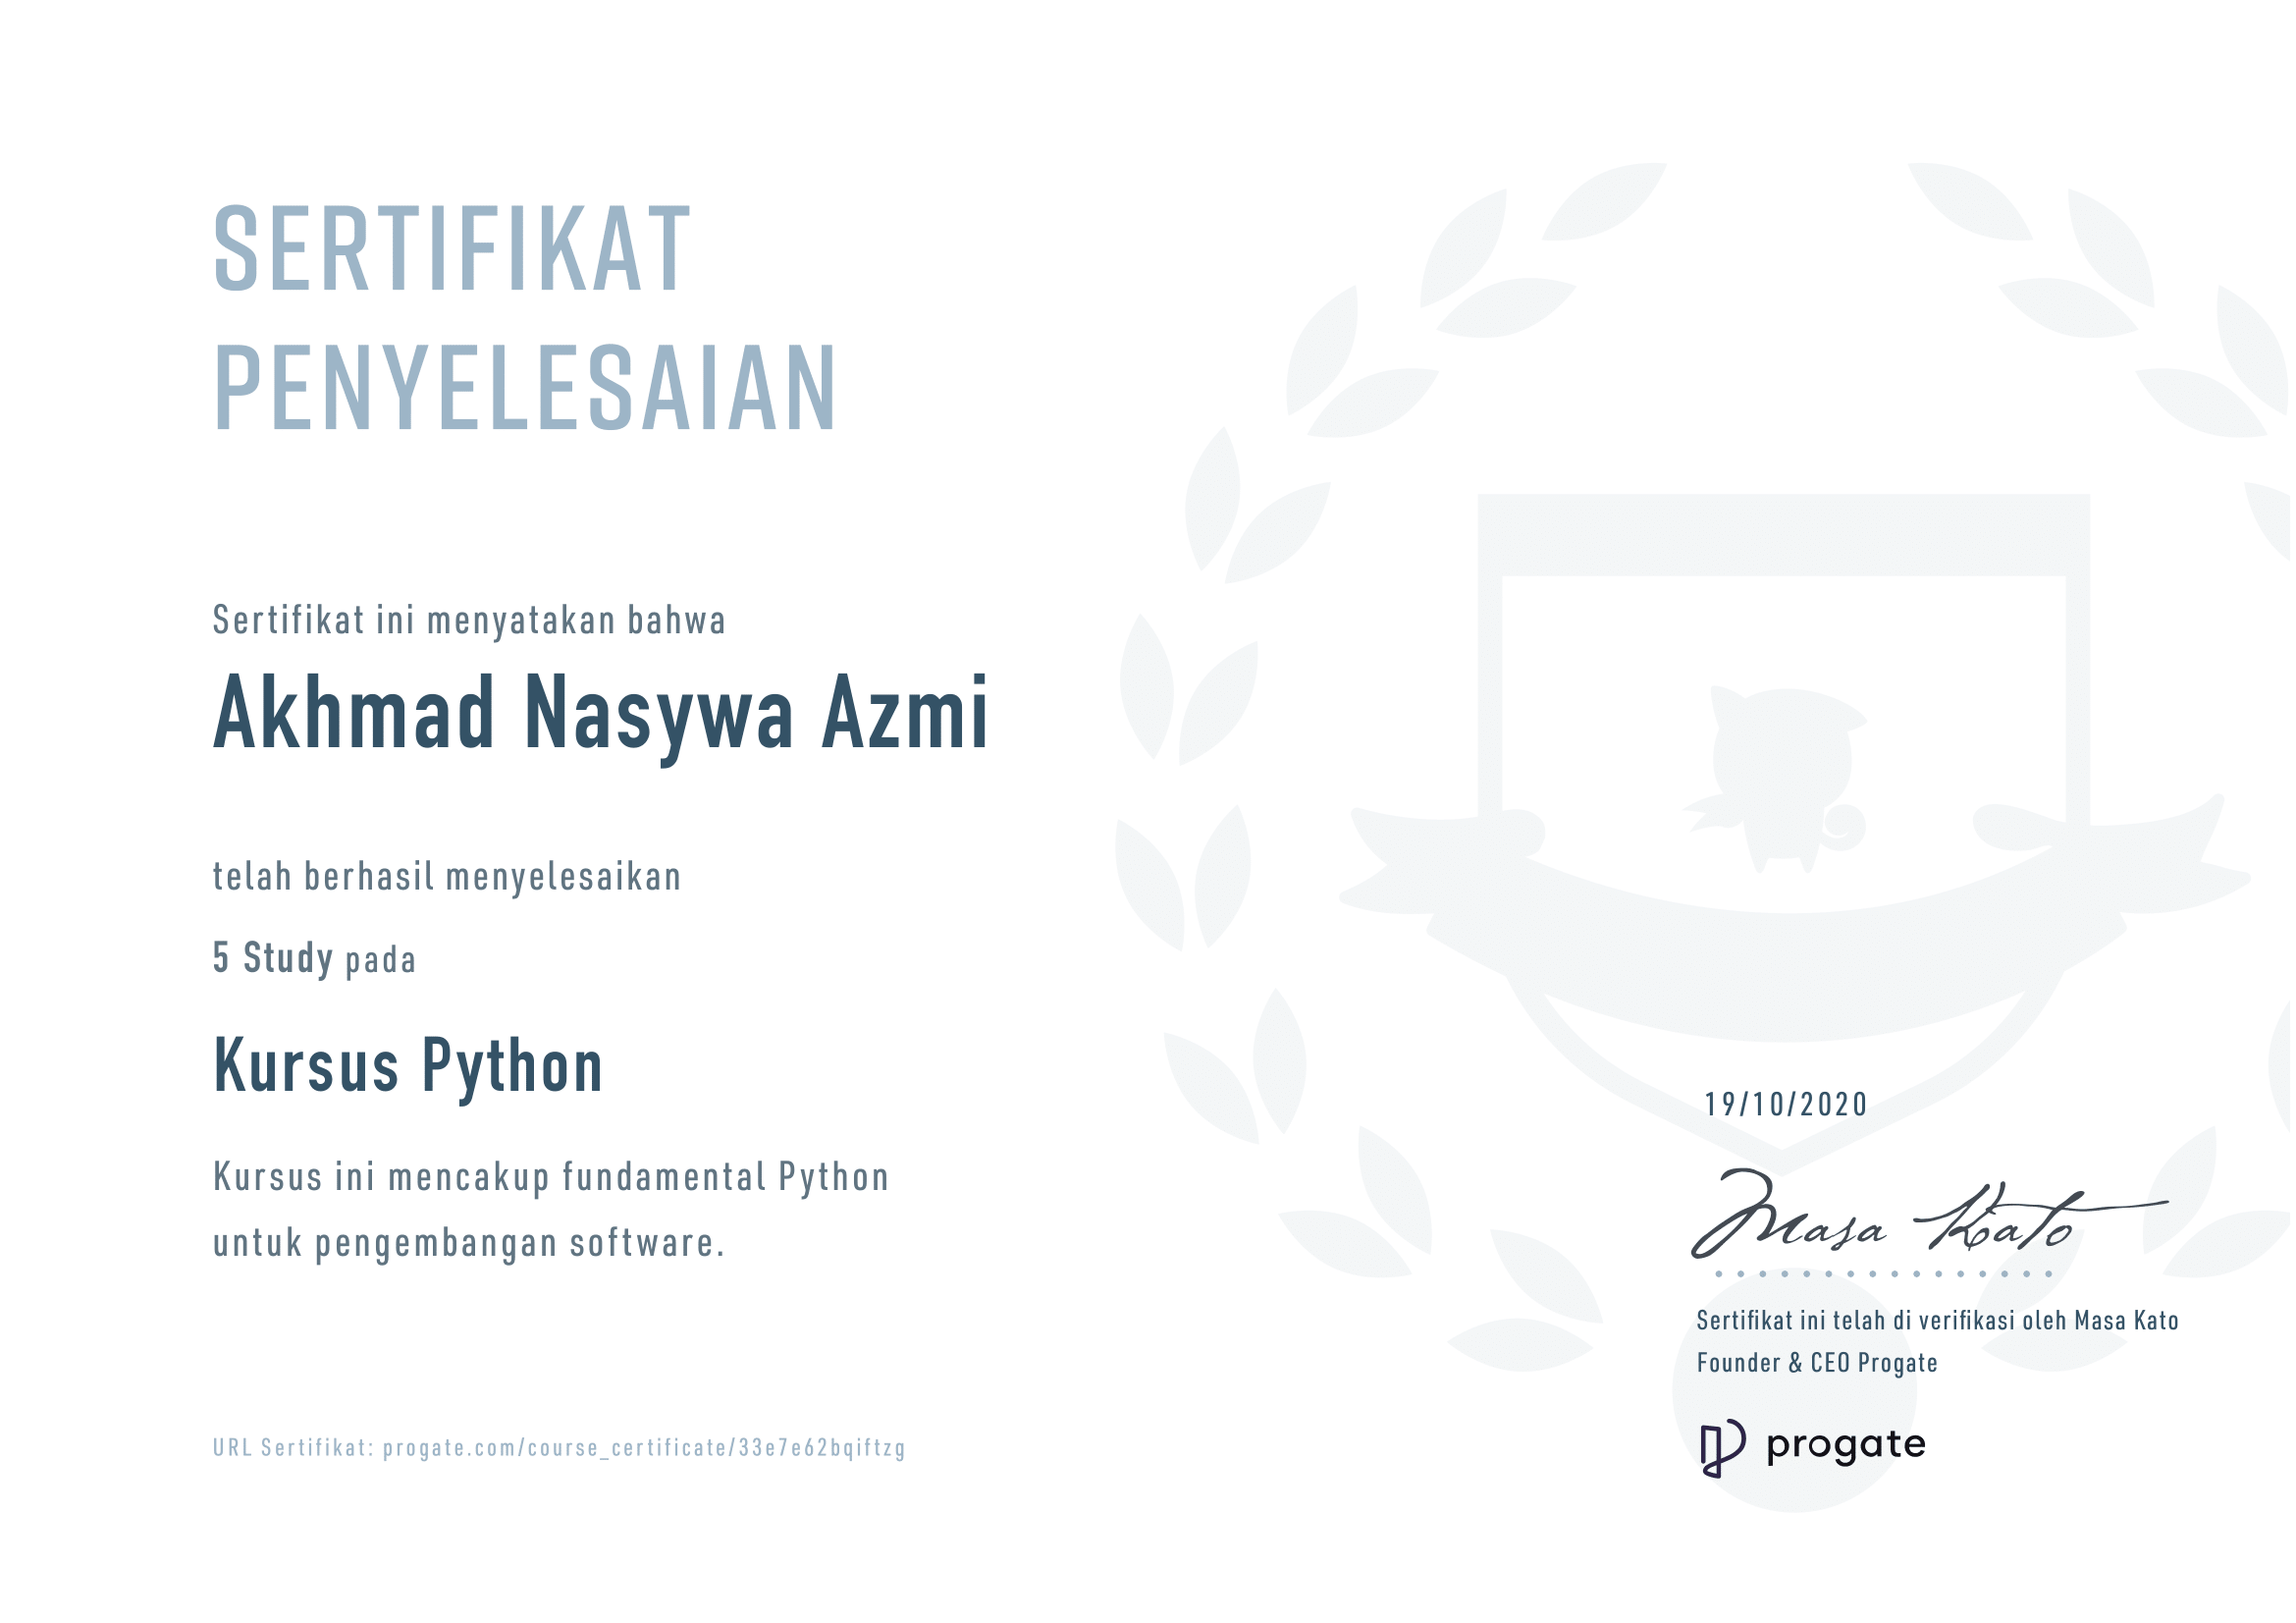 SERTIFIKAT
PENYELESAIAN
Sertifikat ini menyatakan bahwa
Akhmad Nasywa Azmi
telah berhasil menyelesaikan
5 Study pada
Kursus Python
Kursus ini mencakup fundamental Python
untuk pengembangan software.
URL Sertifikat: progate.com/course_certificate/33e7e62bqiftzg
19/10/2020
Masa Kato
Sertifikat ini telah di verifikasi oleh Masa Kato
Founder & CEO Progate
progate